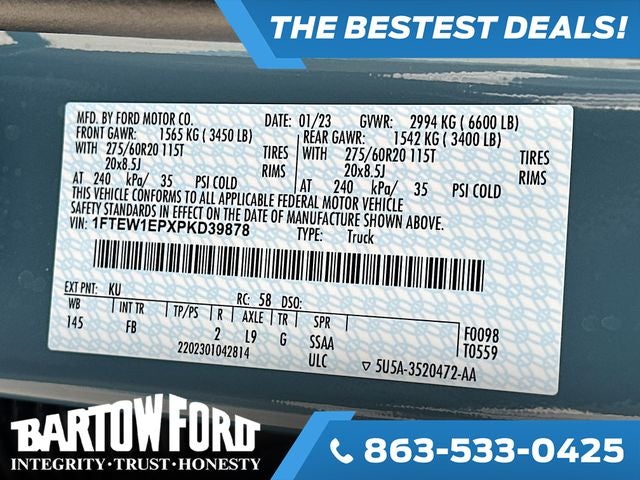 THE BESTEST DEALS!
MFD. BY FORD MOTOR CO. DATE: 01/23 GVWR: 2994 KG ( 6600 LB)
FRONT GAWR: 1565 KG ( 3450 LB) REAR GAWR: 1542 KG ( 3400 LB)
WITH 275/60R20 115T TIRES WITH 275/60R20 115T TIRES
20x8.5J RIMS 20x8.5J RIMS
AT 240 kPa/ 35 PSI COLD AT 240 kPa/ 35 PSI COLD
THIS VEHICLE CONFORMS TO ALL APPLICABLE FEDERAL MOTOR VEHICLE
SAFETY STANDARDS IN EFFECT ON THE DATE OF MANUFACTURE SHOWN ABOVE.
VIN: 1FTEW1EPXPKD39878 TYPE: Truck
EXT PNT: KU RC: 58 DSO:
WB INT TR TP/PS R AXLE TR SPR F0098
145 FB 2 L9 G SSAA T0559
2202301042814 ULC ▽ 5U5A-3520472-AA
BARTOW FORD
INTEGRITY•TRUST•HONESTY
863-533-0425